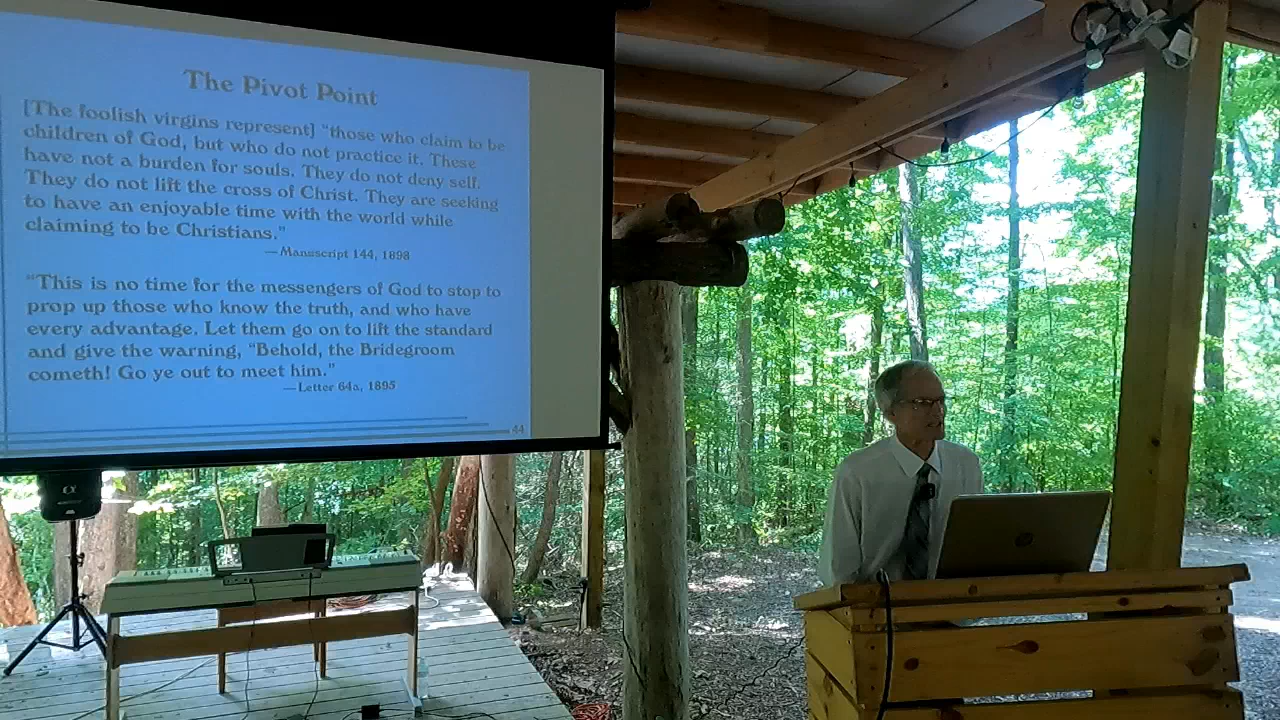 The Pivot Point
[The foolish virgins represent] “those who claim to be
children of God, but who do not practice it. These
have not a burden for souls. They do not deny self.
They do not lift the cross of Christ. They are seeking
to have an enjoyable time with the world while
claiming to be Christians.”
—Manuscript 144, 1898
“This is no time for the messengers of God to stop to
prop up those who know the truth, and who have
every advantage. Let them go on to lift the standard
and give the warning, “Behold, the Bridegroom
cometh! Go ye out to meet him.”
—Letter 64a, 1895
44